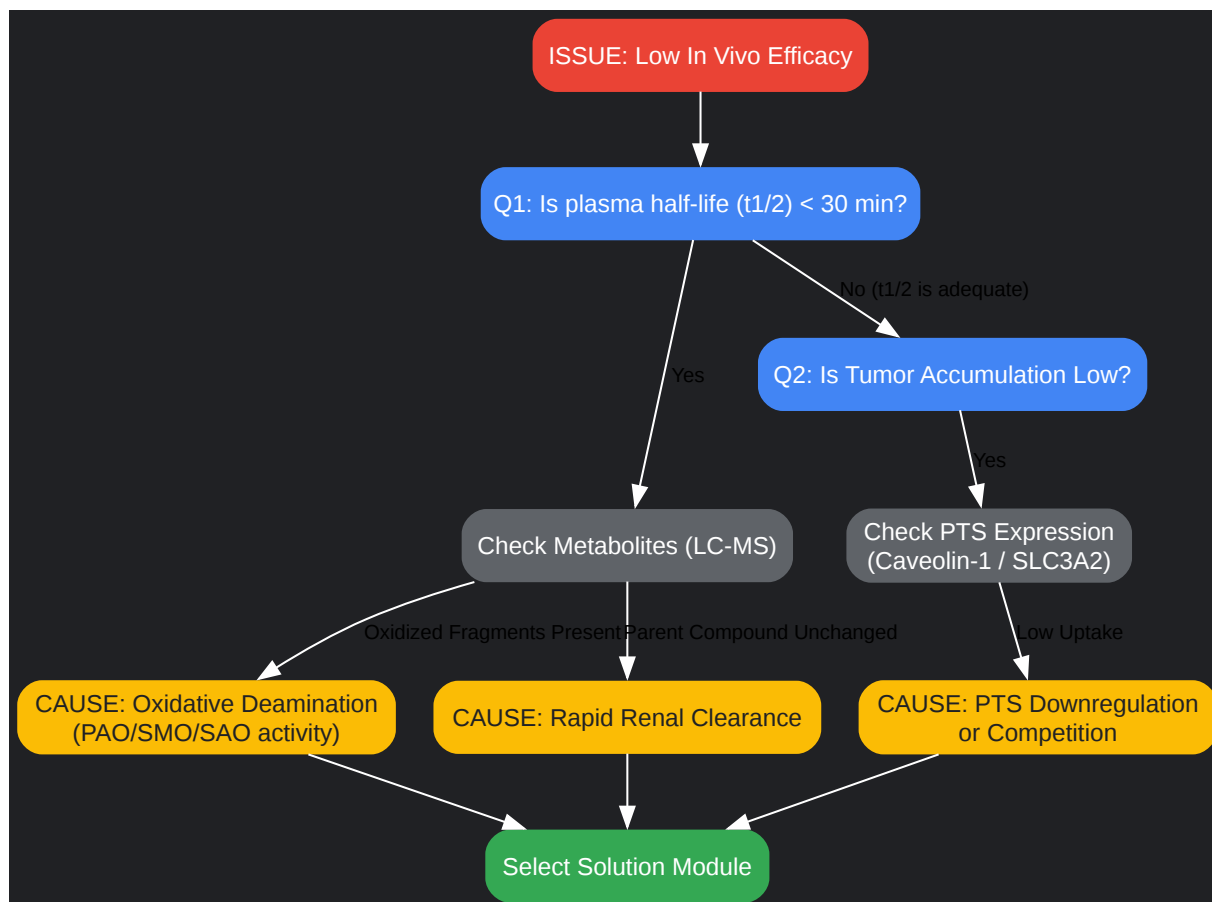 ISSUE: Low In Vivo Efficacy
Q1: Is plasma half-life (t1/2) < 30 min?
No (t1/2 is adequate)
Q2: Is Tumor Accumulation Low?
Yes
Yes
Check Metabolites (LC-MS)
Check PTS Expression
(Caveolin-1 / SLC3A2)
Oxidized Fragments Present
Parent Compound Unchanged
Low Uptake
CAUSE: Oxidative Deamination
(PAO/SMO/SAO activity)
CAUSE: Rapid Renal Clearance
CAUSE: PTS Downregulation
or Competition
Select Solution Module